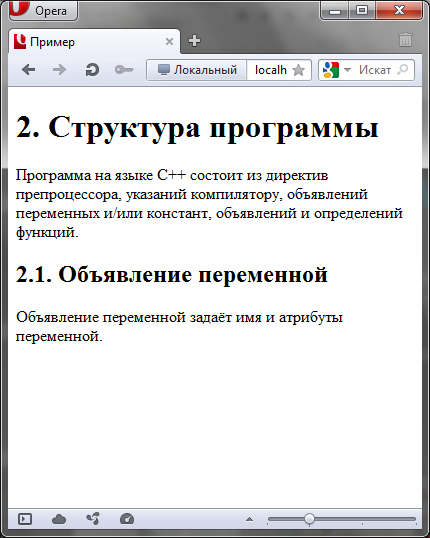 Opera
Пример
Локальный localh Искат
2. Структура программы
Программа на языке C++ состоит из директив
препроцессора, указаний компилятору, объявлений
переменных и/или констант, объявлений и определений
функций.
2.1. Объявление переменной
Объявление переменной задаёт имя и атрибуты
переменной.